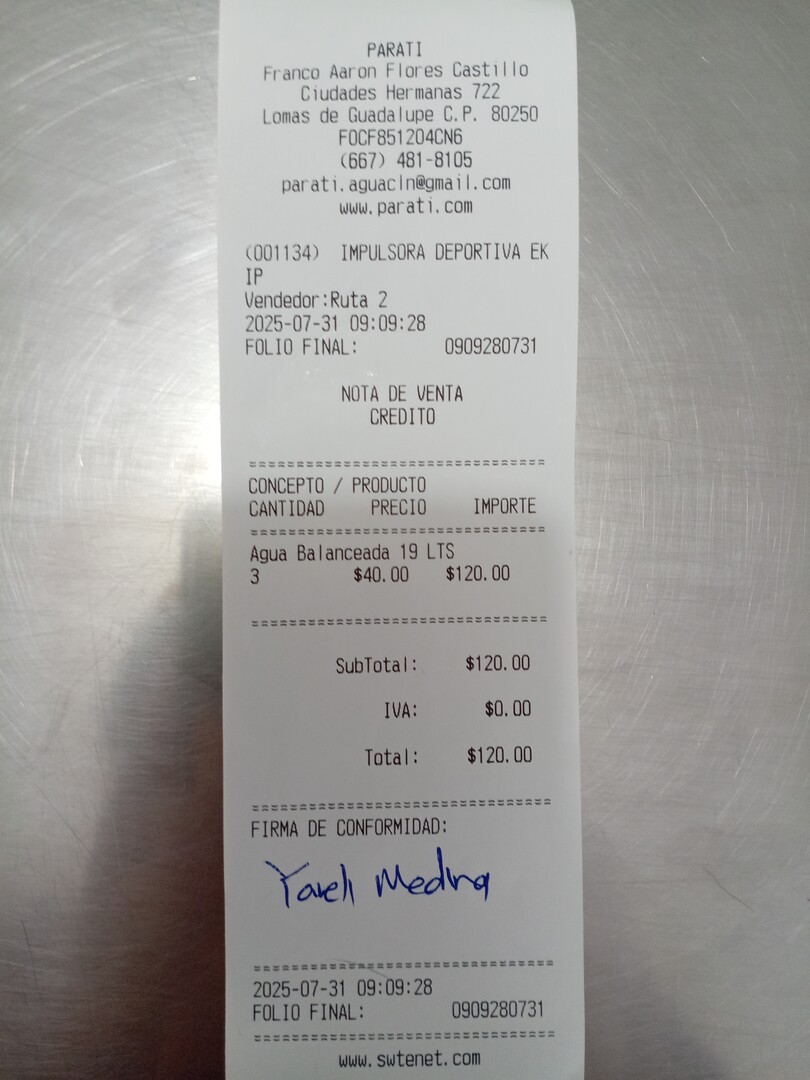 PARATI
Franco Aaron Flores Castillo
Ciudades Hermanas 722
Lomas de Guadalupe C.P. 80250
FOCF851204CN6
(667) 481-8105
parati.aguacln@gmail.com
www.parati.com
(001134) IMPULSORA DEPORTIVA EK
IP
Vendedor:Ruta 2
2025-07-31 09:09:28
FOLIO FINAL: 0909280731
NOTA DE VENTA
CREDITO
================================
CONCEPTO / PRODUCTO
CANTIDAD PRECIO IMPORTE
================================
Agua Balanceada 19 LTS
3 $40.00 $120.00
================================
SubTotal: $120.00
IVA: $0.00
Total: $120.00
================================
FIRMA DE CONFORMIDAD:
Yareli Medina
================================
2025-07-31 09:09:28
FOLIO FINAL: 0909280731
================================
www.swtenet.com